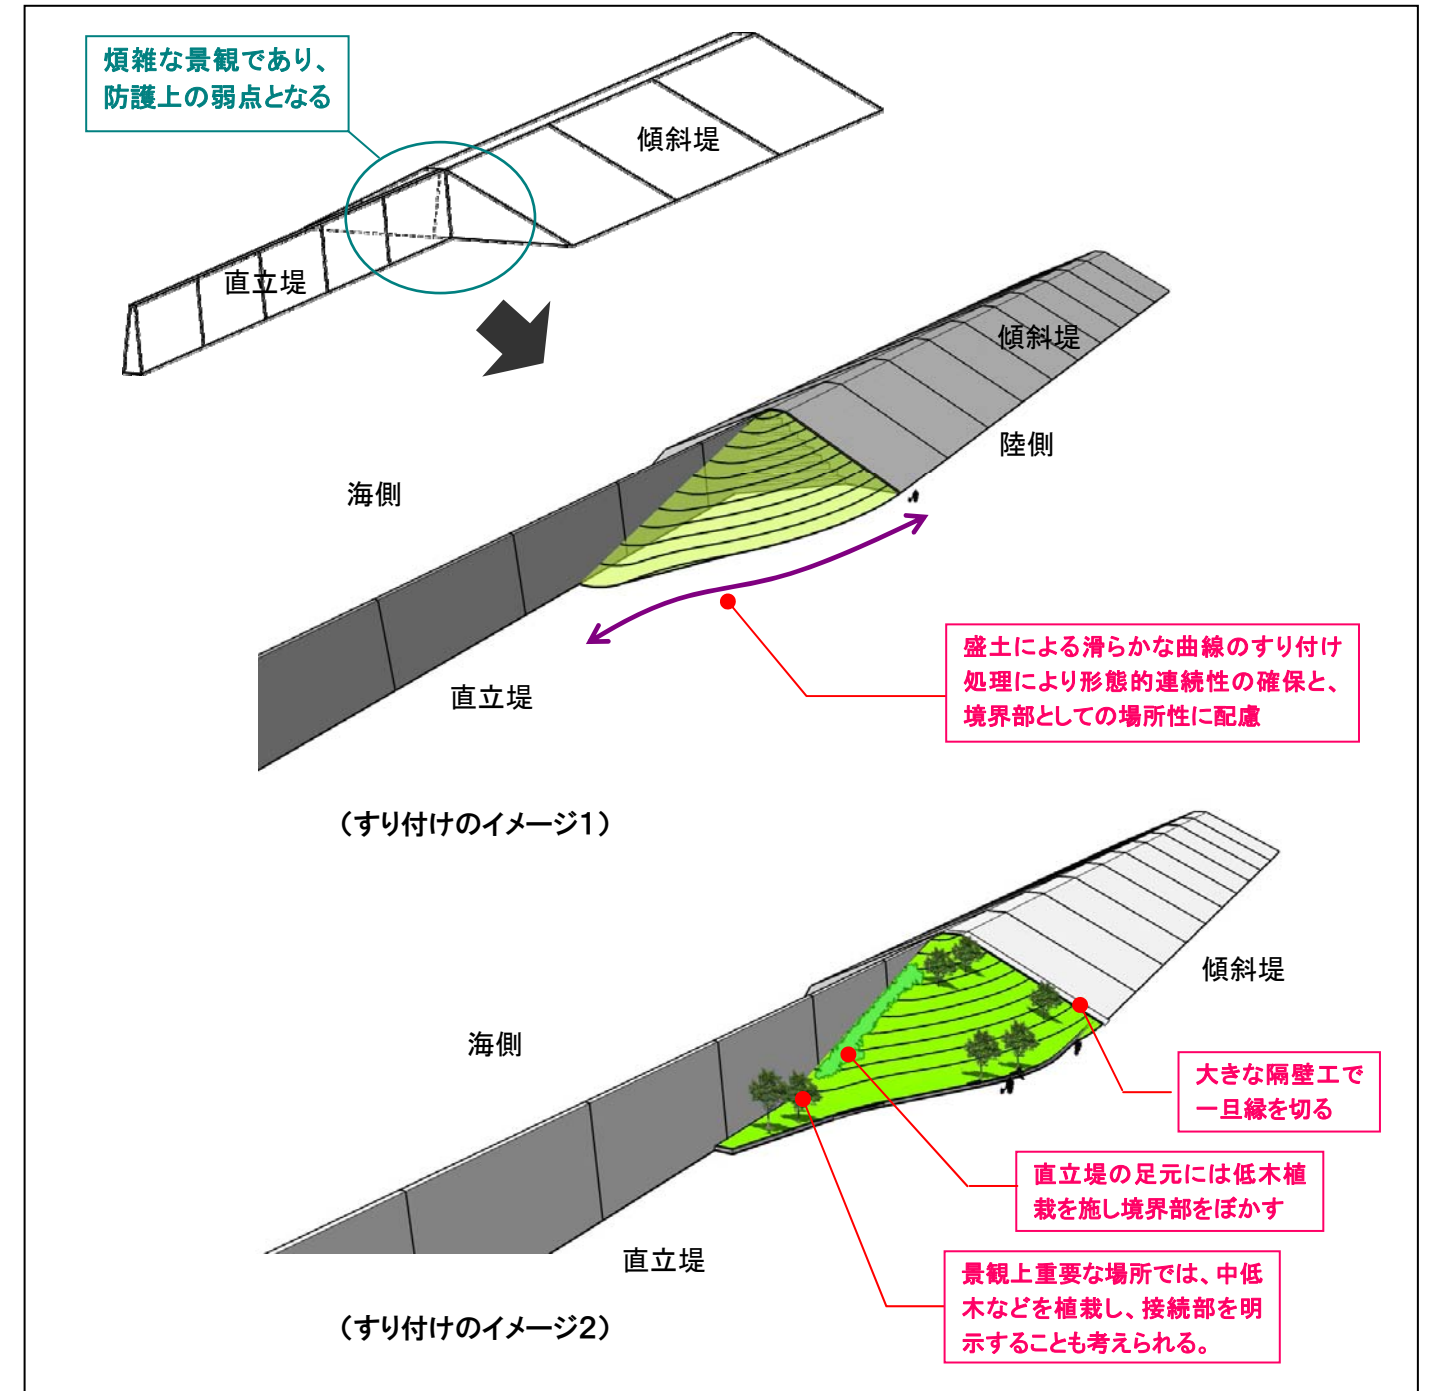 煩雑な景観であり、
防護上の弱点となる
傾斜堤
直立堤
傾斜堤
陸側
海側
直立堤
盛土による滑らかな曲線のすり付け
処理により形態的連続性の確保と、
境界部としての場所性に配慮
（すり付けのイメージ１）
傾斜堤
海側
大きな隔壁工で
一旦縁を切る
直立堤の足元には低木植
栽を施し境界部をぼかす
直立堤
景観上重要な場所では、中低
木などを植栽し、接続部を明
示することも考えられる。
（すり付けのイメージ２）